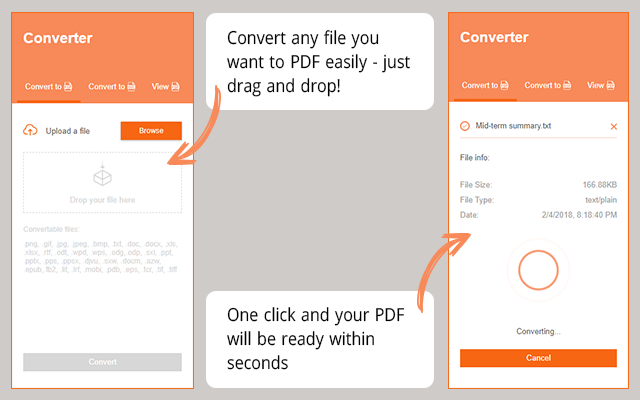 Converter
Convert to
Convert to
View
Upload a file
Browse
Drop your file here
Convertable files:
.png, .gif, .jpg, .jpeg, .bmp, .txt, .doc, .docx, .xls,
.xlsx, .rtf, .odt, .wpd, .wps, .odg, .odp, .sxi, .ppt,
.pptx, .pps, .ppsx, .djvu, .sxw, .docm, .azw,
.epub, .fb2, .lit, .lrf, .mobi, .pdb, .eps, .tcr, .tif, .tiff
Convert
Convert any file you
want to PDF easily - just
drag and drop!
One click and your PDF
will be ready within
seconds
Converter
Convert to
Convert to
View
Mid-term summary.txt
File info:
File Size: 166.88KB
File Type: text/plain
Date: 2/4/2018, 8:18:40 PM
Converting...
Cancel